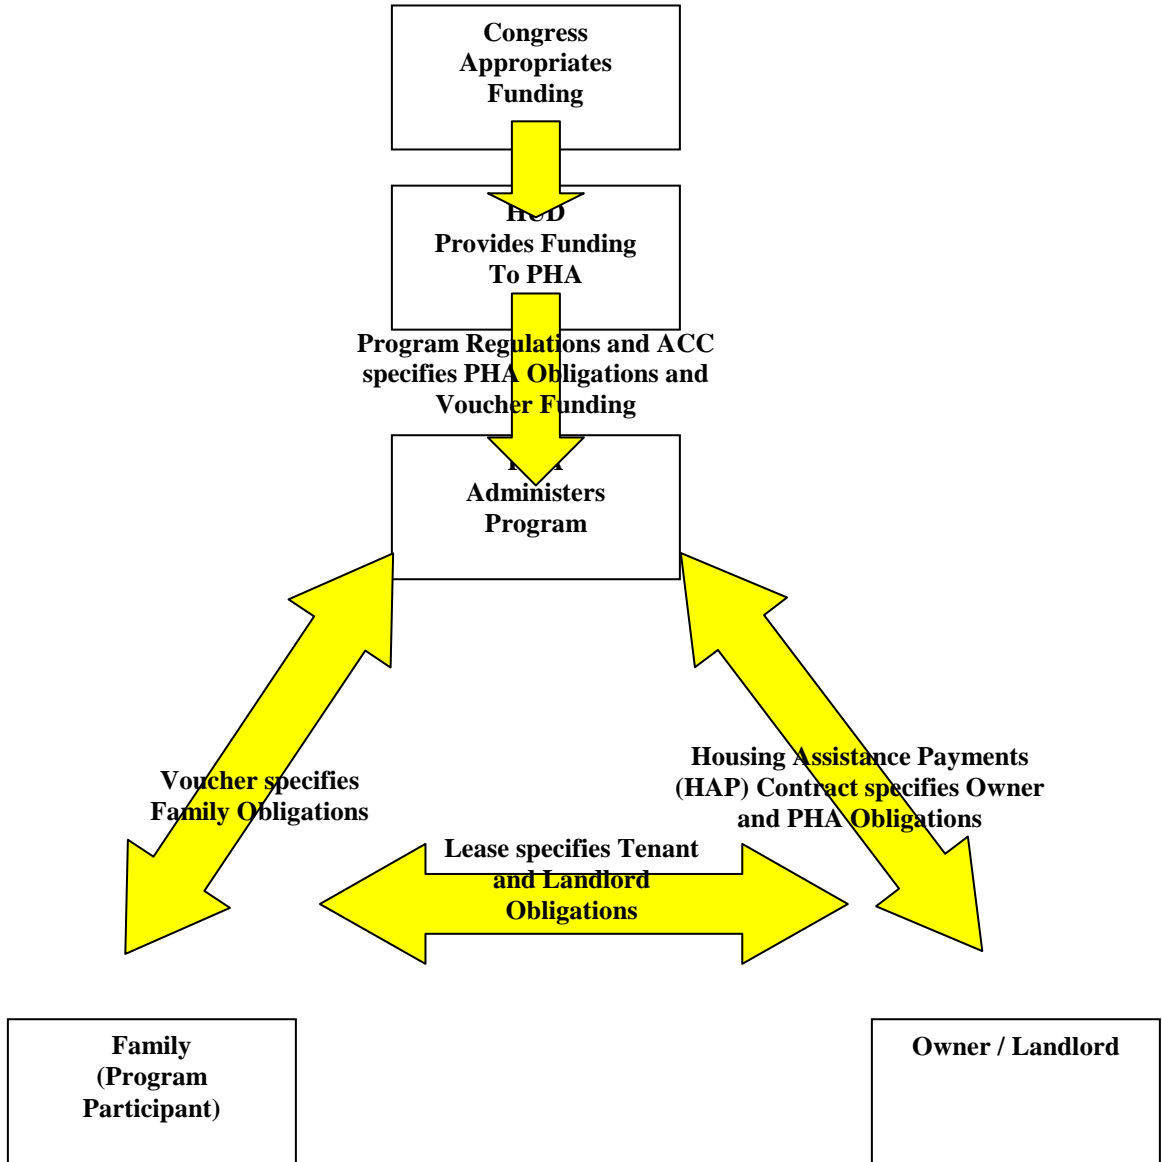 Congress
Appropriates
Funding
HUD
Provides Funding
To PHA
Program Regulations and ACC
specifies PHA Obligations and
Voucher Funding
Administers
Program
Voucher specifies
Family Obligations
Housing Assistance Payments
(HAP) Contract specifies Owner
and PHA Obligations
Lease specifies Tenant
and Landlord
Obligations
Family
(Program
Participant)
Owner / Landlord